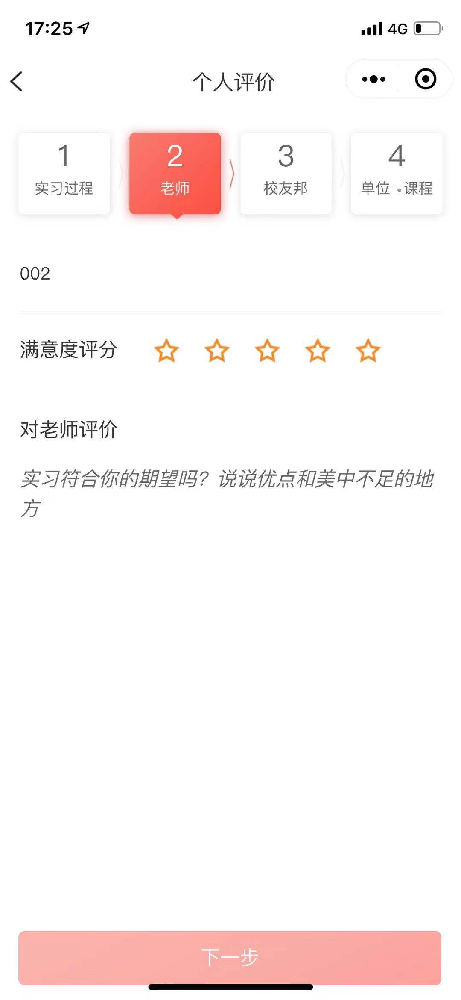 17:25
4G
个人评价
1
2
3
4
实习过程
老师
校友邦
单位 •课程
002
满意度评分
对老师评价
实习符合你的期望吗？说说优点和美中不足的地
方
下一步